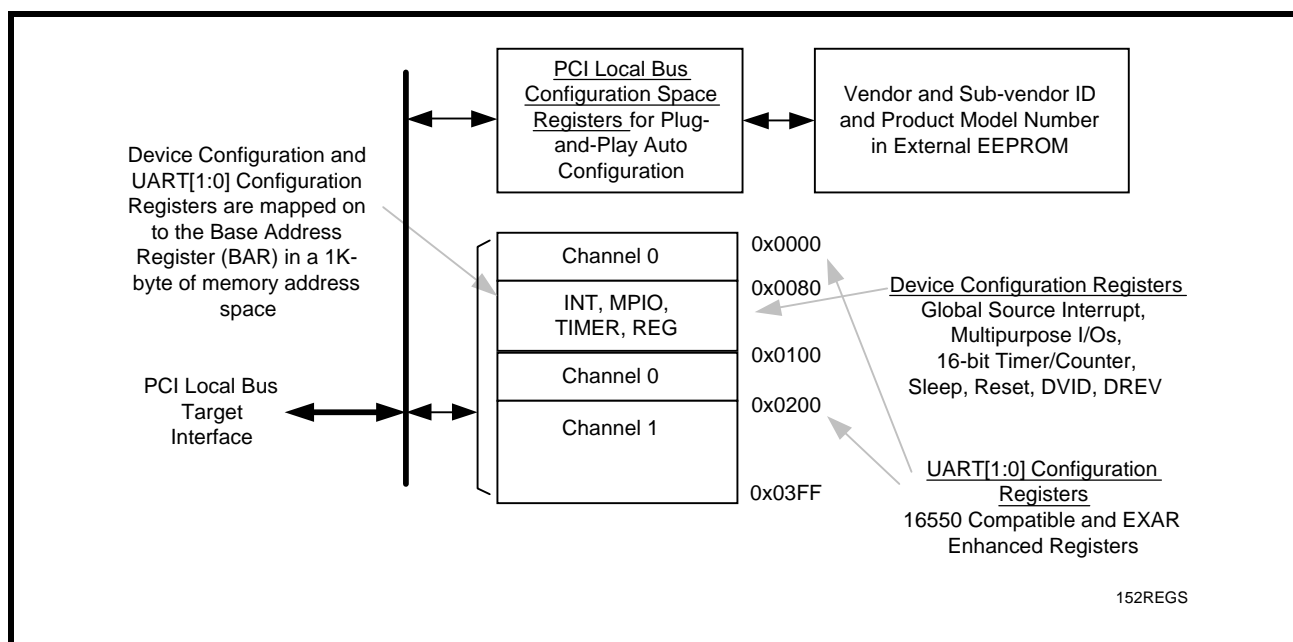 PCI Local Bus
Configuration Space
Registers for Plug-
and-Play Auto
Configuration
Vendor and Sub-vendor ID
and Product Model Number
in External EEPROM
Device Configuration and
UART[1:0] Configuration
Registers are mapped on
to the Base Address
Register (BAR) in a 1K-
byte of memory address
space
Channel 0
0x0000
INT, MPIO,
TIMER, REG
0x0080
Device Configuration Registers
Global Source Interrupt,
Multipurpose I/Os,
16-bit Timer/Counter,
Sleep, Reset, DVID, DREV
Channel 0
0x0100
PCI Local Bus
Target
Interface
Channel 1
0x0200
0x03FF
UART[1:0] Configuration
Registers
16550 Compatible and EXAR
Enhanced Registers
152REGS